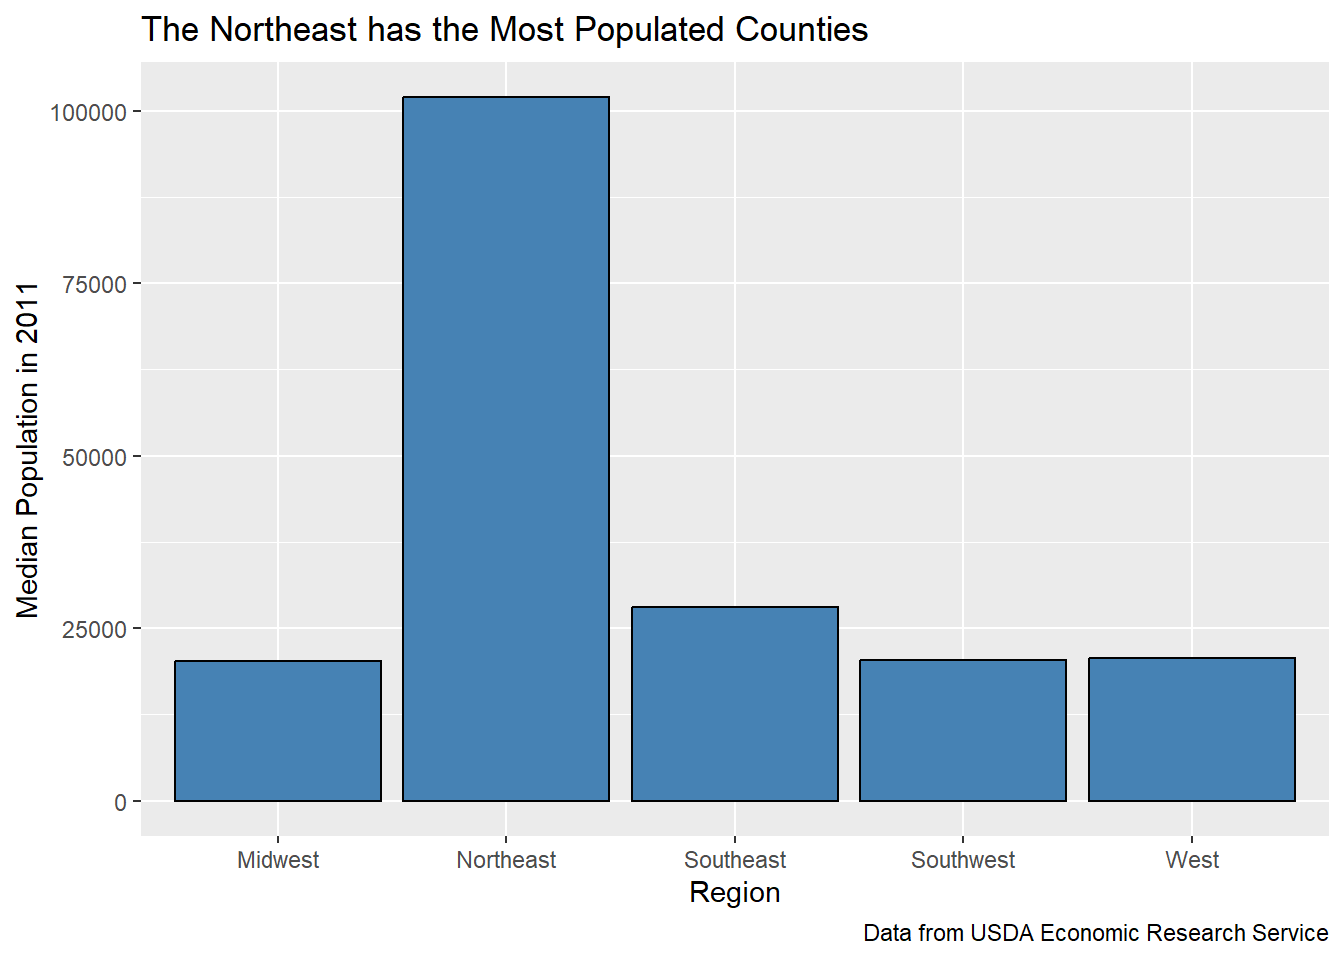 The Northeast has the Most Populated Counties
Median Population in 2011
100000
75000
50000
25000
0
Midwest Northeast Southeast Southwest West
Region
Data from USDA Economic Research Service